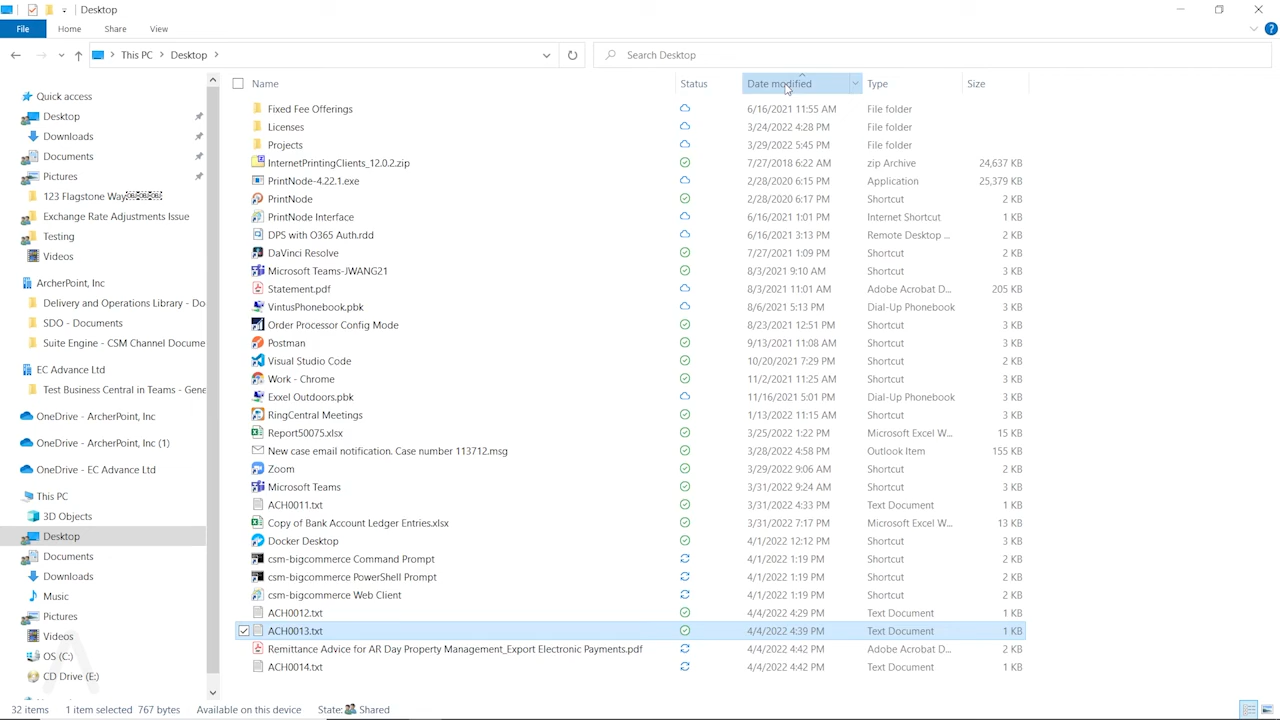 Desktop
File Home Share View
This PC Desktop Search Desktop
Name Status Date modified Type Size
Quick access
Desktop
Downloads
Documents
Pictures
123 Flagstone Way
Exchange Rate Adjustments Issue
Testing
Videos
ArcherPoint, Inc
Delivery and Operations Library - Do
SDO - Documents
Suite Engine - CSM Channel Docume
EC Advance Ltd
Test Business Central in Teams - Gene
OneDrive - ArcherPoint, Inc
OneDrive - ArcherPoint, Inc (1)
OneDrive - EC Advance Ltd
This PC
3D Objects
Desktop
Documents
Downloads
Music
Pictures
Videos
OS (C:)
CD Drive (E:)
Fixed Fee Offerings 6/16/2021 11:55 AM File folder
Licenses 3/24/2022 4:28 PM File folder
Projects 3/29/2022 5:45 PM File folder
InternetPrintingClients_12.0.2.zip 7/27/2018 6:22 AM zip Archive 24,637 KB
PrintNode-4.22.1.exe 2/28/2020 6:15 PM Application 25,379 KB
PrintNode 2/28/2020 6:17 PM Shortcut 2 KB
PrintNode Interface 6/16/2021 1:01 PM Internet Shortcut 1 KB
DPS with O365 Auth.rdd 6/16/2021 3:13 PM Remote Desktop ... 2 KB
DaVinci Resolve 7/27/2021 1:09 PM Shortcut 2 KB
Microsoft Teams-JWANG21 8/3/2021 9:10 AM Shortcut 3 KB
Statement.pdf 8/3/2021 11:01 AM Adobe Acrobat D... 205 KB
VintusPhonebook.pbk 8/6/2021 5:13 PM Dial-Up Phonebook 3 KB
Order Processor Config Mode 8/23/2021 12:51 PM Shortcut 3 KB
Postman 9/13/2021 11:08 AM Shortcut 3 KB
Visual Studio Code 10/20/2021 7:29 PM Shortcut 2 KB
Work - Chrome 11/2/2021 11:25 AM Shortcut 3 KB
Exxel Outdoors.pbk 11/16/2021 5:01 PM Dial-Up Phonebook 3 KB
RingCentral Meetings 1/13/2022 11:15 AM Shortcut 3 KB
Report50075.xlsx 3/25/2022 1:22 PM Microsoft Excel W... 15 KB
New case email notification. Case number 113712.msg 3/28/2022 4:58 PM Outlook Item 155 KB
Zoom 3/29/2022 9:06 AM Shortcut 3 KB
Microsoft Teams 3/31/2022 9:24 AM Shortcut 3 KB
ACH0011.txt 3/31/2022 4:33 PM Text Document 1 KB
Copy of Bank Account Ledger Entries.xlsx 3/31/2022 7:17 PM Microsoft Excel W... 13 KB
Docker Desktop 4/1/2022 12:12 PM Shortcut 3 KB
csm-bigcommerce Command Prompt 4/1/2022 1:19 PM Shortcut 2 KB
csm-bigcommerce PowerShell Prompt 4/1/2022 1:19 PM Shortcut 2 KB
csm-bigcommerce Web Client 4/1/2022 1:19 PM Shortcut 2 KB
ACH0012.txt 4/4/2022 4:29 PM Text Document 1 KB
ACH0013.txt 4/4/2022 4:39 PM Text Document 1 KB
Remittance Advice for AR Day Property Management_Export Electronic Payments.pdf 4/4/2022 4:42 PM Adobe Acrobat D... 2 KB
ACH0014.txt 4/4/2022 4:42 PM Text Document 1 KB
32 items 1 item selected 767 bytes Available on this device State: Shared